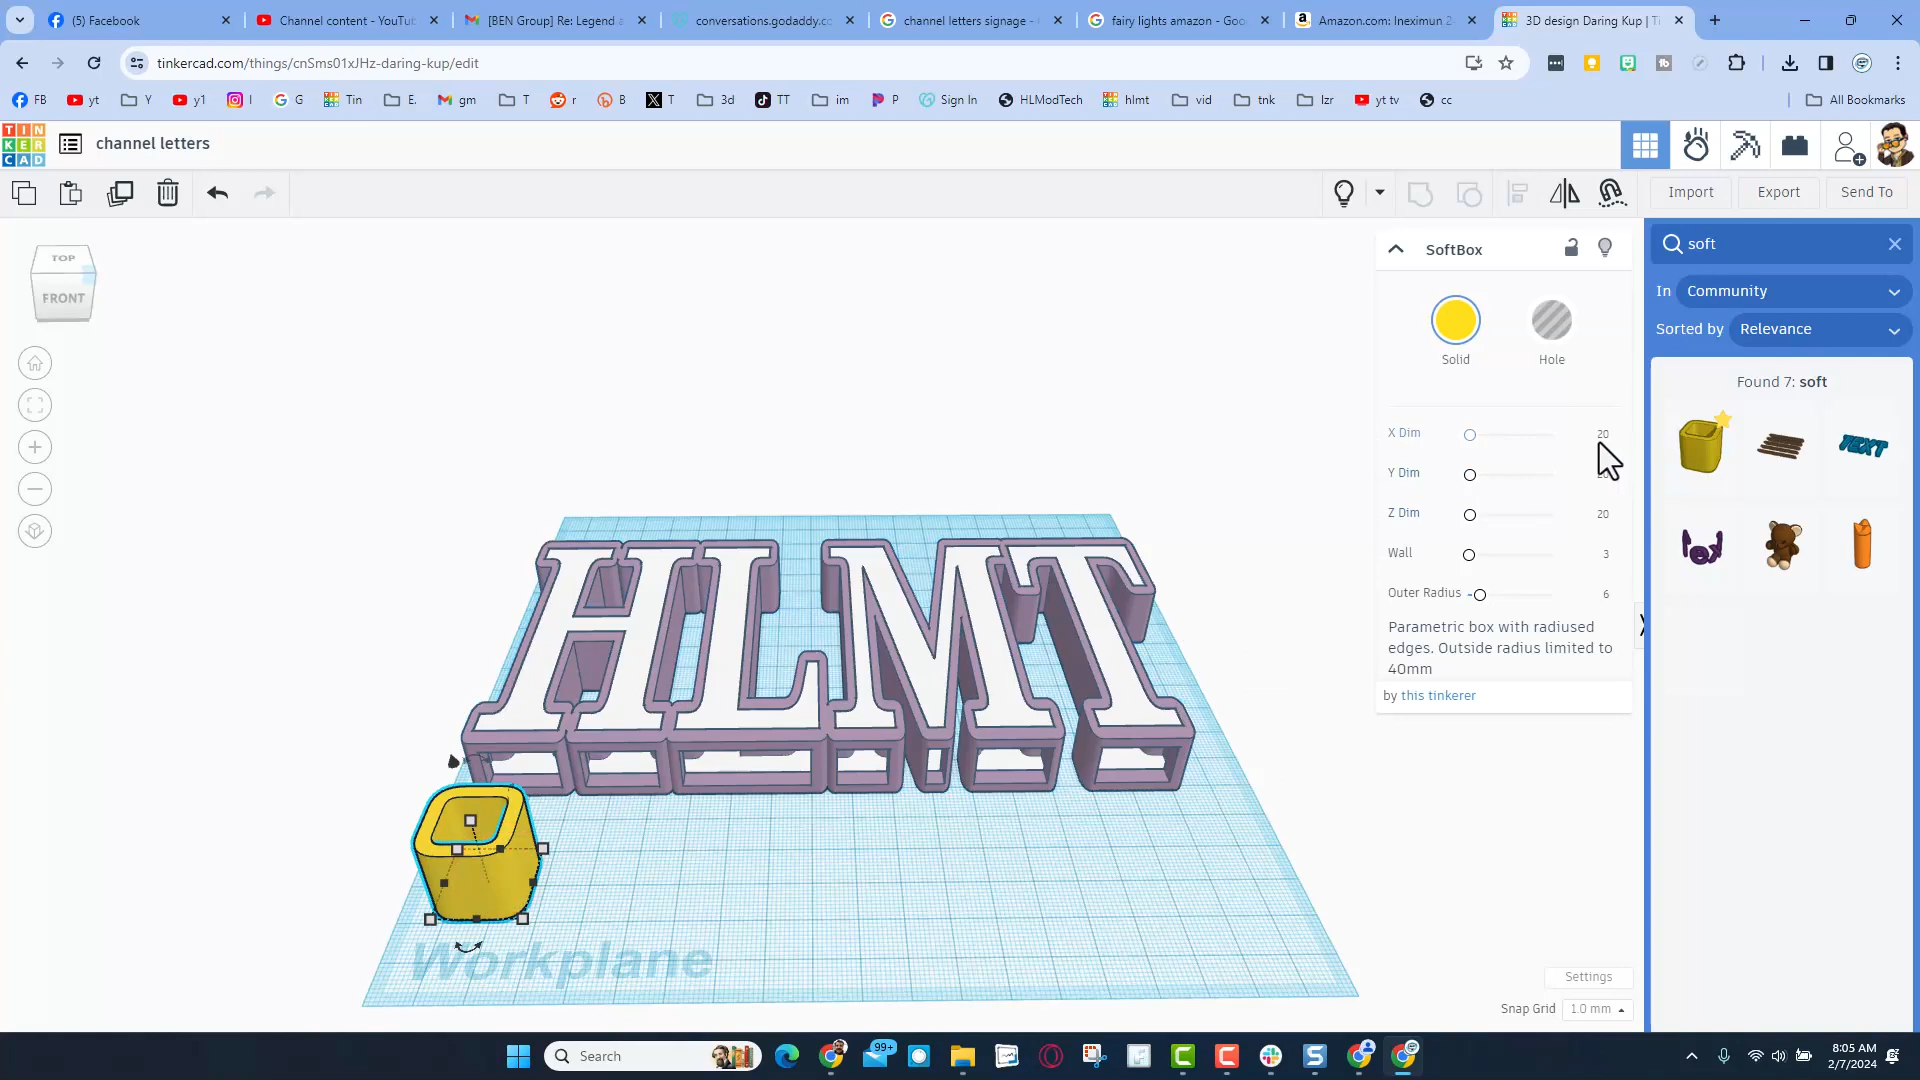 (5) Facebook
Channel content - YouTu
[BEN Group] Re: Legend a
conversations.godaddy.co
channel letters signage -
fairy lights amazon - Goo
Amazon.com: Ineximun 2
3D design Daring Kup | Ti
tinkercad.com/things/cnSms01xJHz-daring-kup/edit
FB
yt
Y
y1
I
G
Tin
E.
gm
T
r
B
T
3d
TT
im
P
Sign In
HLModTech
hlmt
vid
tnk
lzr
yt tv
cc
All Bookmarks
TIN
KER
CAD
channel letters
Import
Export
Send To
TOP
FRONT
SoftBox
Solid
Hole
X Dim
20
Y Dim
Z Dim
20
Wall
3
Outer Radius
6
Parametric box with radiused
edges. Outside radius limited to
40mm
by this tinkerer
soft
In
Community
Sorted by
Relevance
Found 7: soft
TEXT
HLMT
Workplane
Settings
Snap Grid
1.0 mm
Search
99+
8:05 AM
2/7/2024